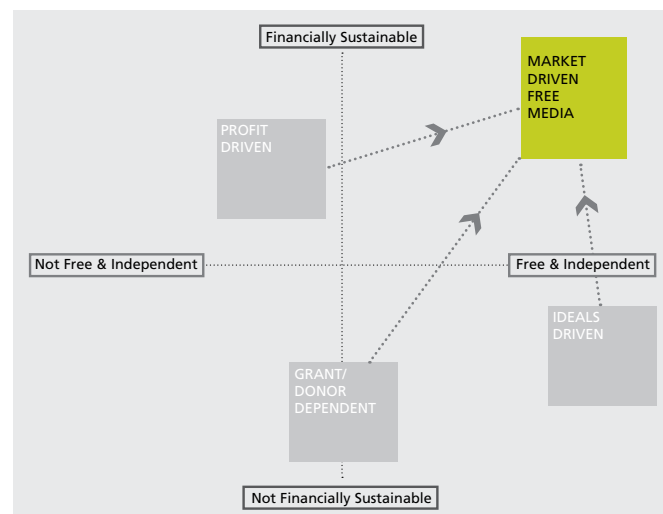 Financially Sustainable
MARKET
DRIVEN
FREE
MEDIA
PROFIT
DRIVEN
Not Free & Independent
Free & Independent
IDEALS
DRIVEN
GRANT/
DONOR
DEPENDENT
Not Financially Sustainable